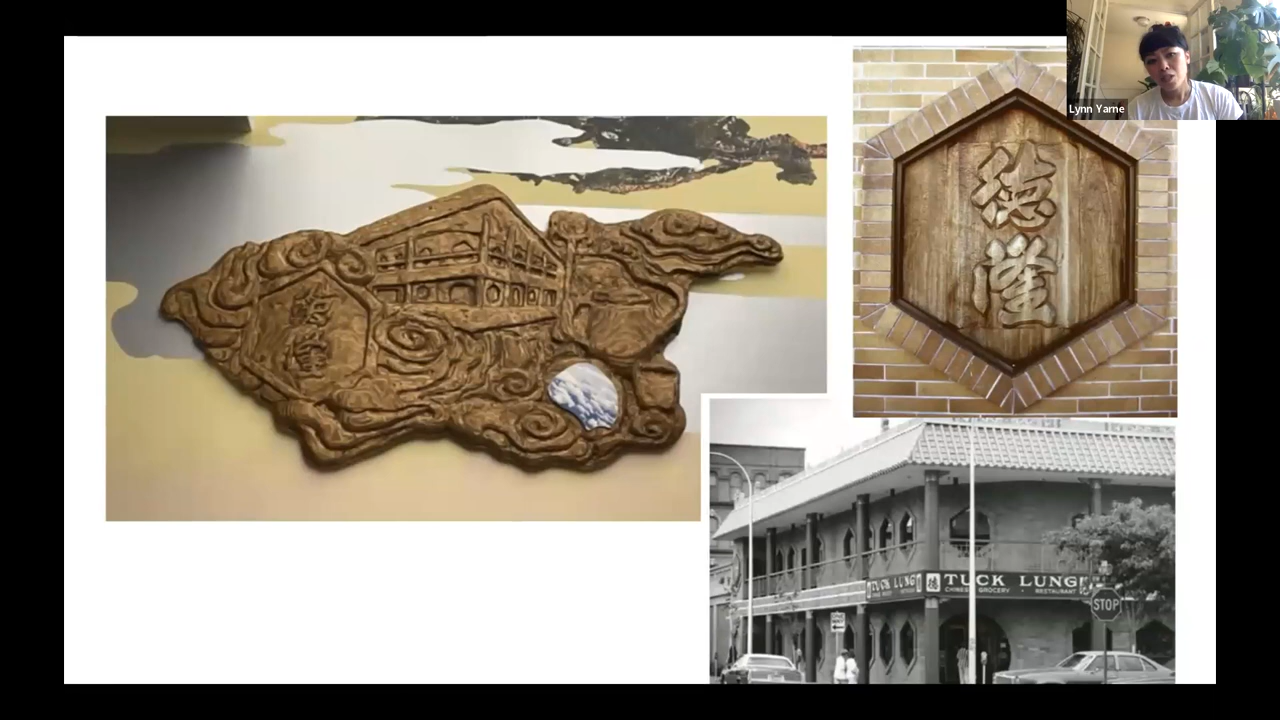 Lynn Yarne
德
隆
TUCK LUNG
TUCK LUNG
CHINESE GROCERY • RESTAURANT
STOP